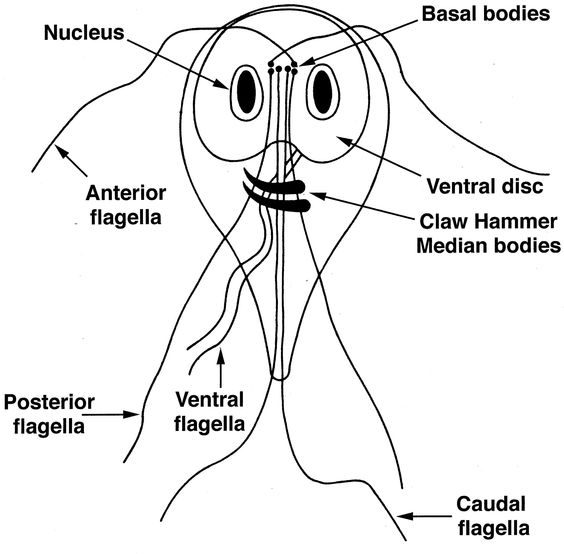 Basal bodies
Nucleus
Anterior
flagella
Ventral disc
Claw Hammer
Median bodies
Posterior
flagella
Ventral
flagella
Caudal
flagella